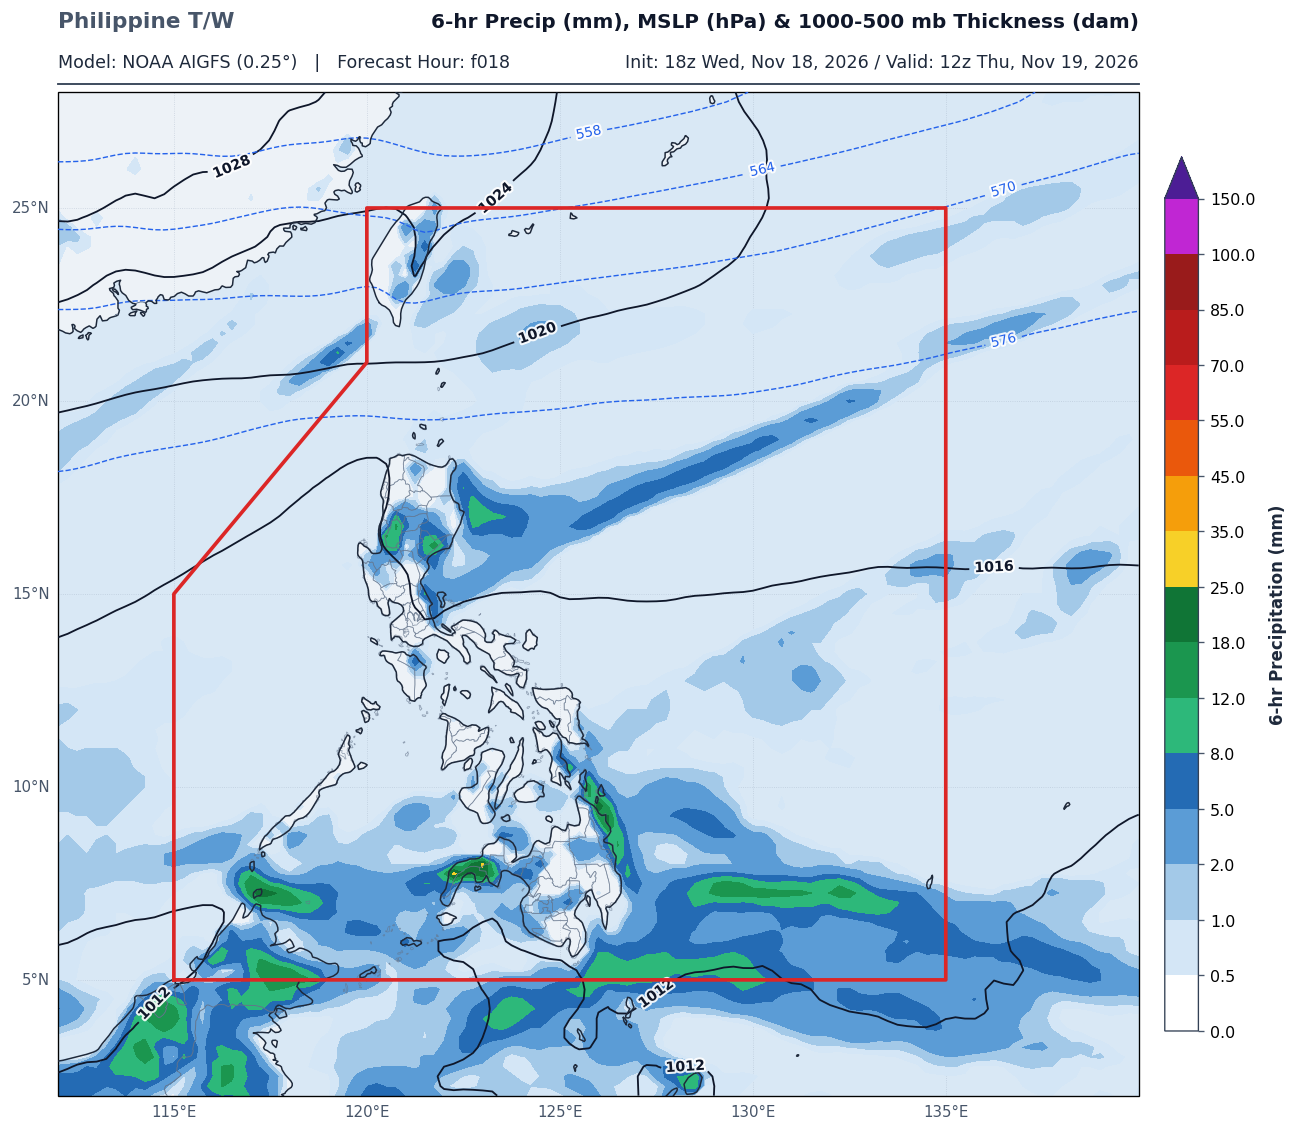 Philippine T/W
6-hr Precip (mm), MSLP (hPa) & 1000-500 mb Thickness (dam)
Model: NOAA AIGFS (0.25°) | Forecast Hour: f018
Init: 18z Wed, Nov 18, 2026 / Valid: 12z Thu, Nov 19, 2026
558
564
570
576
1028
1024
1020
1016
1012
1012
1012
25°N
20°N
15°N
10°N
5°N
115°E
120°E
125°E
130°E
135°E
150.0
100.0
85.0
70.0
55.0
45.0
35.0
25.0
18.0
12.0
8.0
5.0
2.0
1.0
0.5
0.0
6-hr Precipitation (mm)